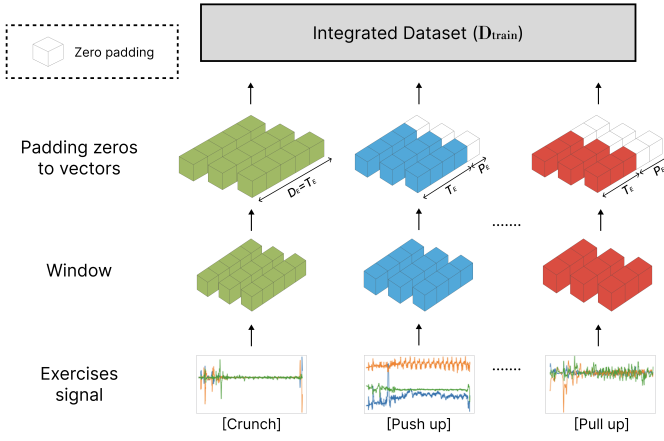 Integrated Dataset (Dtrain)
Zero padding
Padding zeros
to vectors
DE=TE
TE
PE
TE
PE
Window
.......
Exercises
signal
.......
[Crunch]
[Push up]
[Pull up]